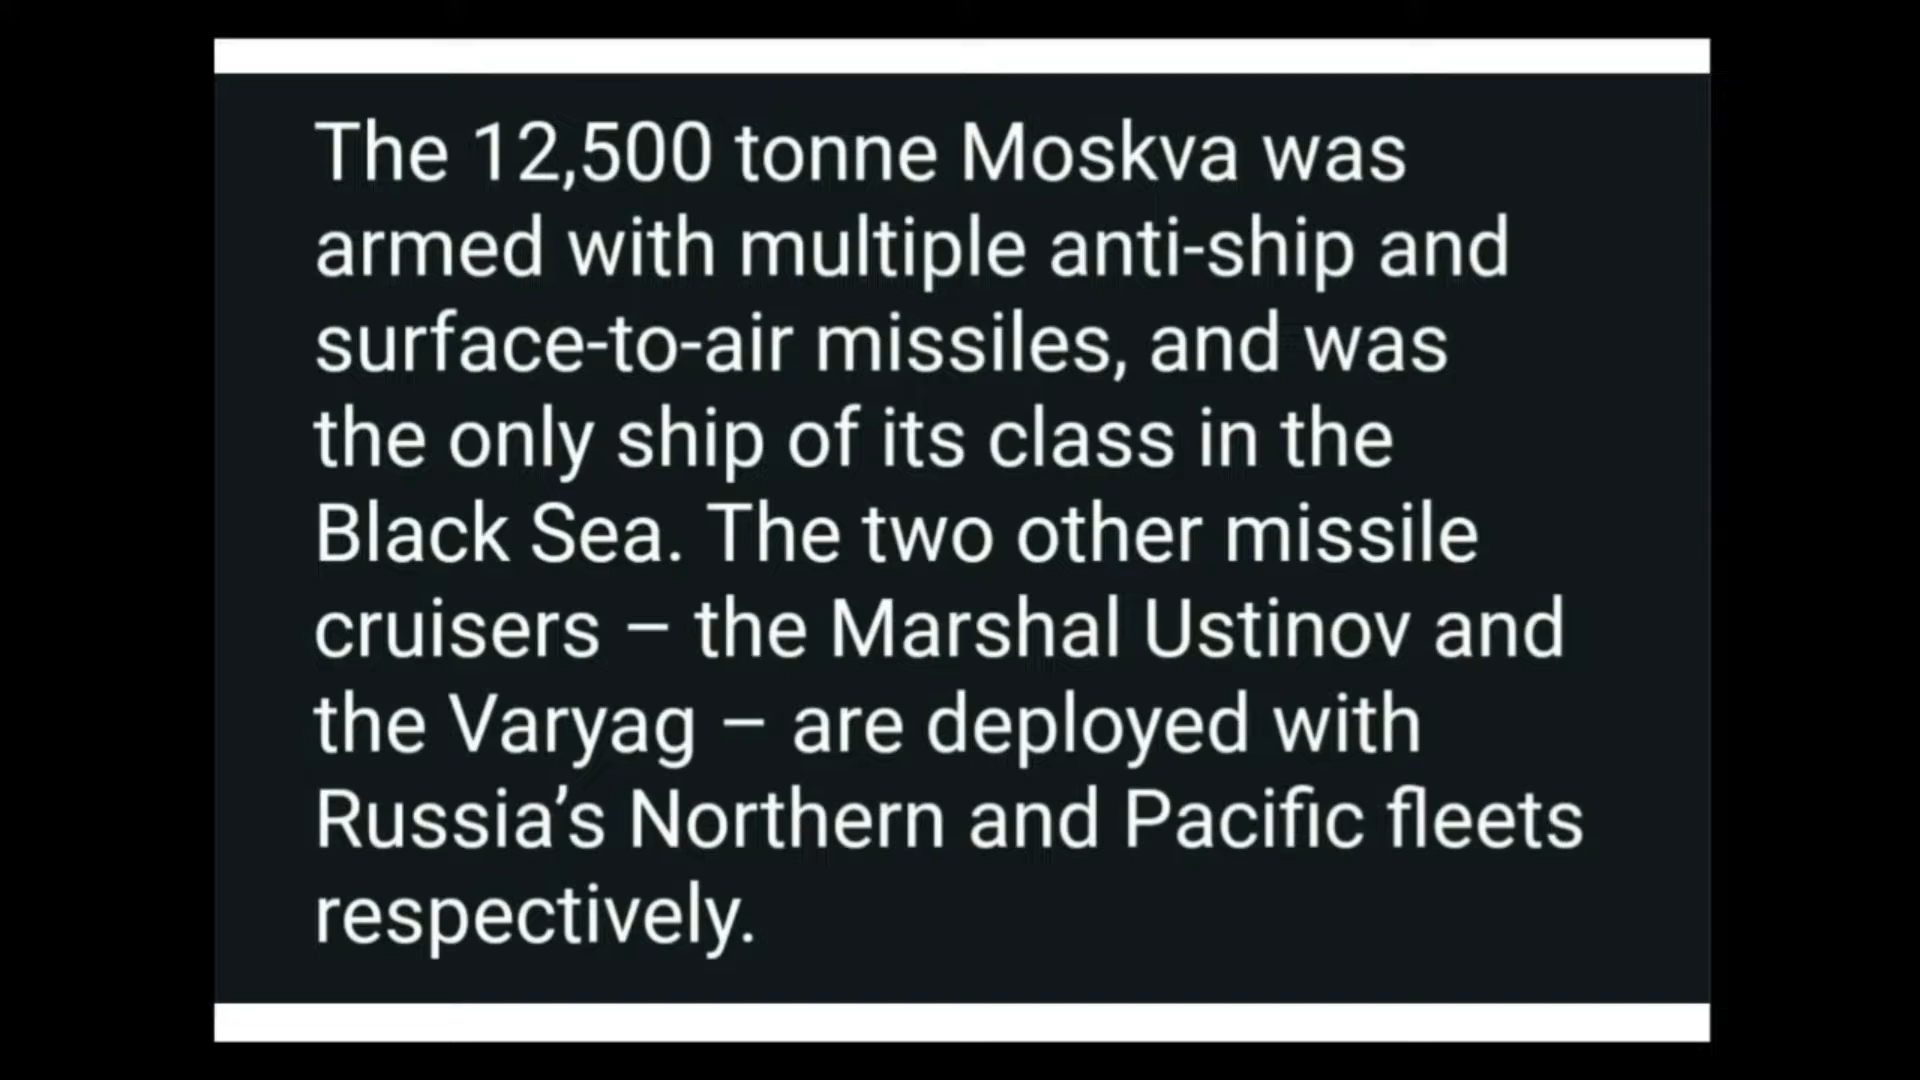 The 12,500 tonne Moskva was
armed with multiple anti-ship and
surface-to-air missiles, and was
the only ship of its class in the
Black Sea. The two other missile
cruisers – the Marshal Ustinov and
the Varyag – are deployed with
Russia’s Northern and Pacific fleets
respectively.